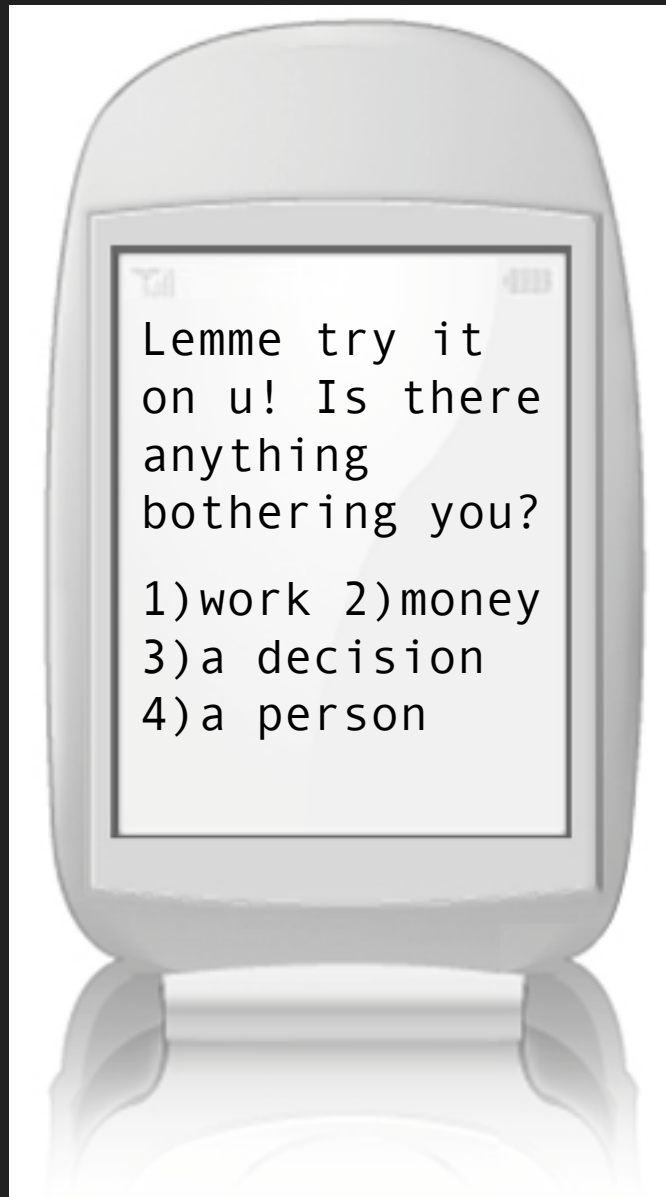 Lemme try it
on u! Is there
anything
bothering you?
1)work 2)money
3)a decision
4)a person